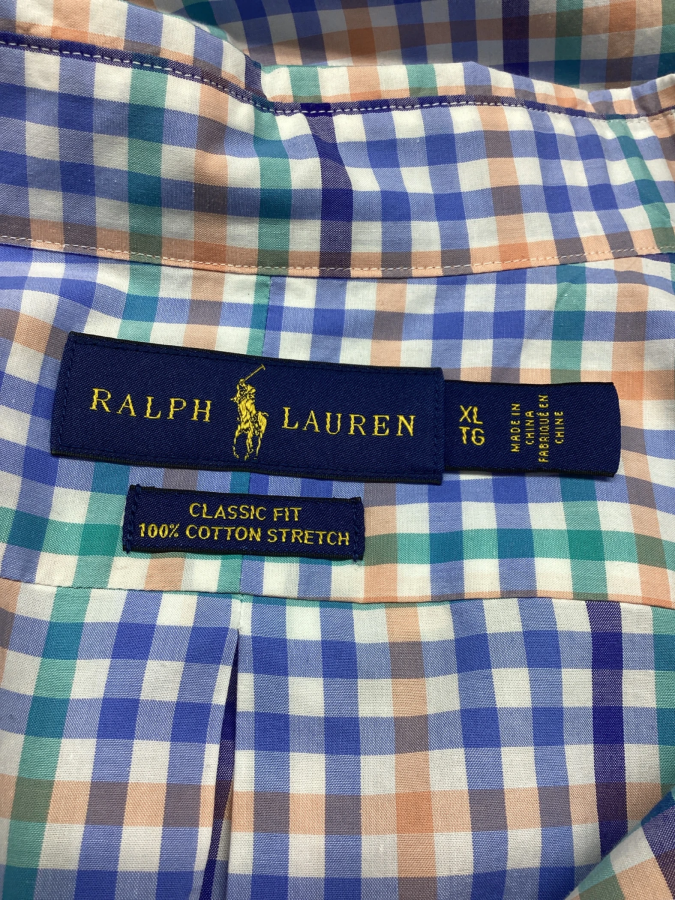 RALPH LAUREN
XL
TG
MADE IN
CHINA
FABRIQUÉ EN
CHINE
CLASSIC FIT
100% COTTON STRETCH